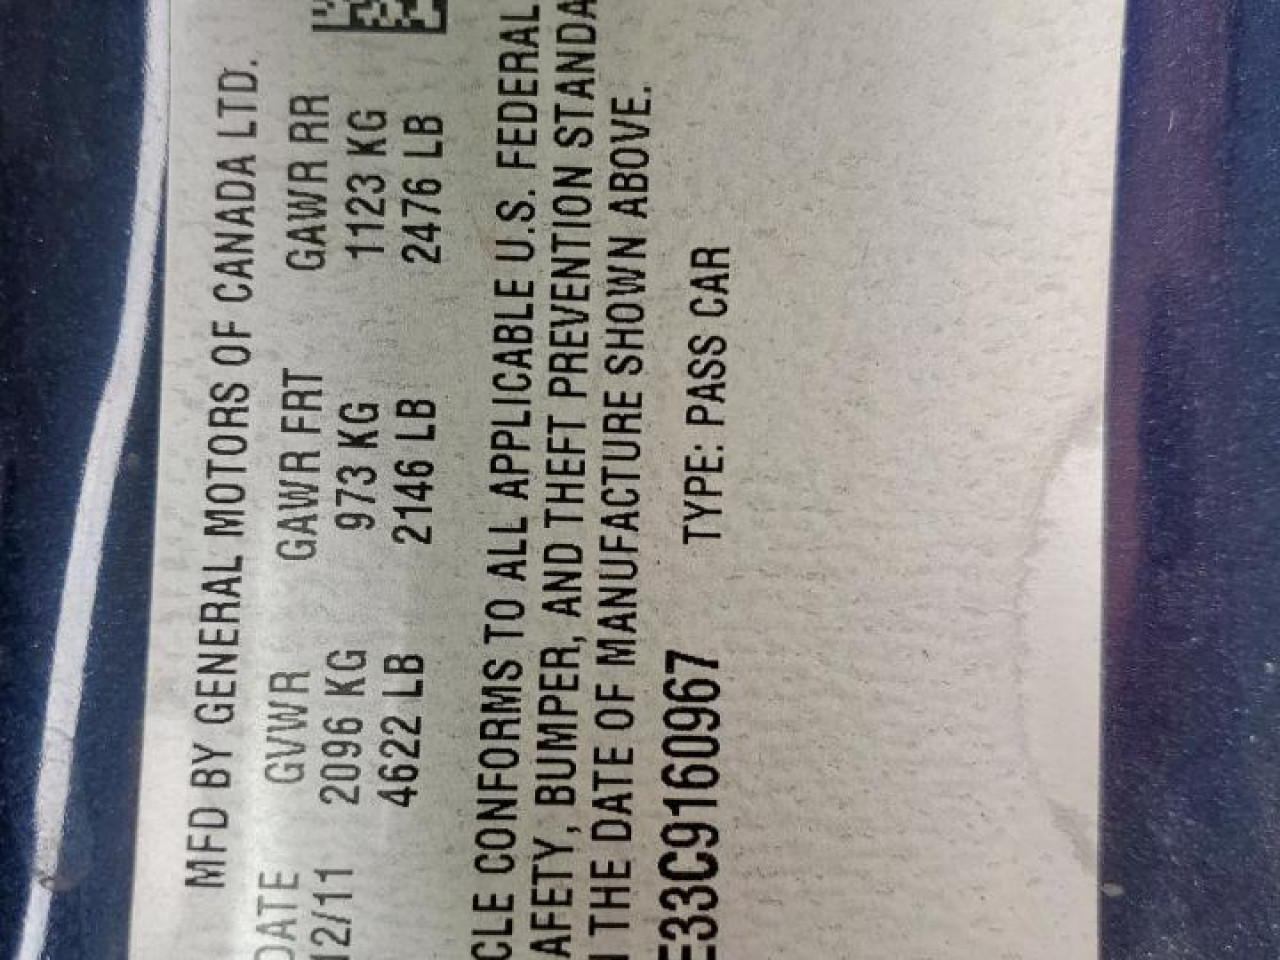 MFD BY GENERAL MOTORS OF CANADA LTD.
DATE GVWR GAWR FRT GAWR RR
12/11 2096 KG 973 KG 1123 KG
4622 LB 2146 LB 2476 LB
CLE CONFORMS TO ALL APPLICABLE U.S. FEDERAL
AFETY, BUMPER, AND THEFT PREVENTION STANDA
THE DATE OF MANUFACTURE SHOWN ABOVE.
E33C9160967 TYPE: PASS CAR